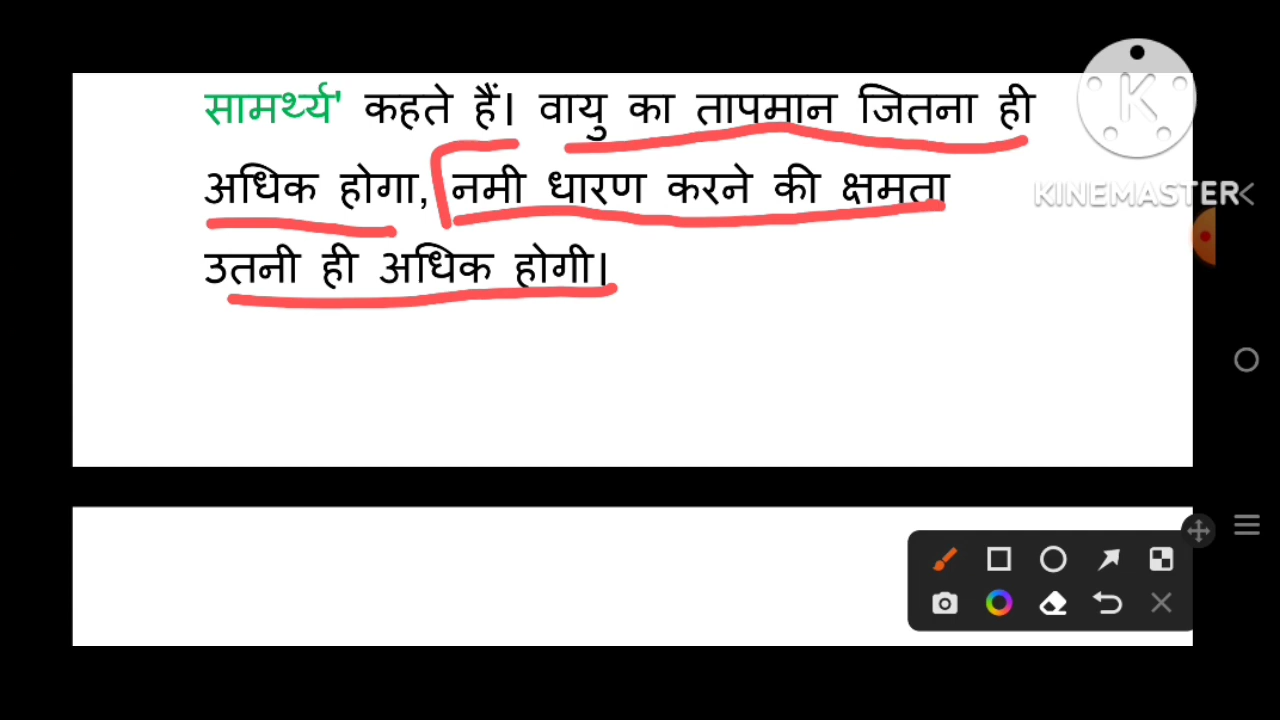 सामर्थ्य' कहते हैं। वायु का तापमान जितना ही
अधिक होगा, नमी धारण करने की क्षमता
उतनी ही अधिक होगी।
K
KINEMASTER